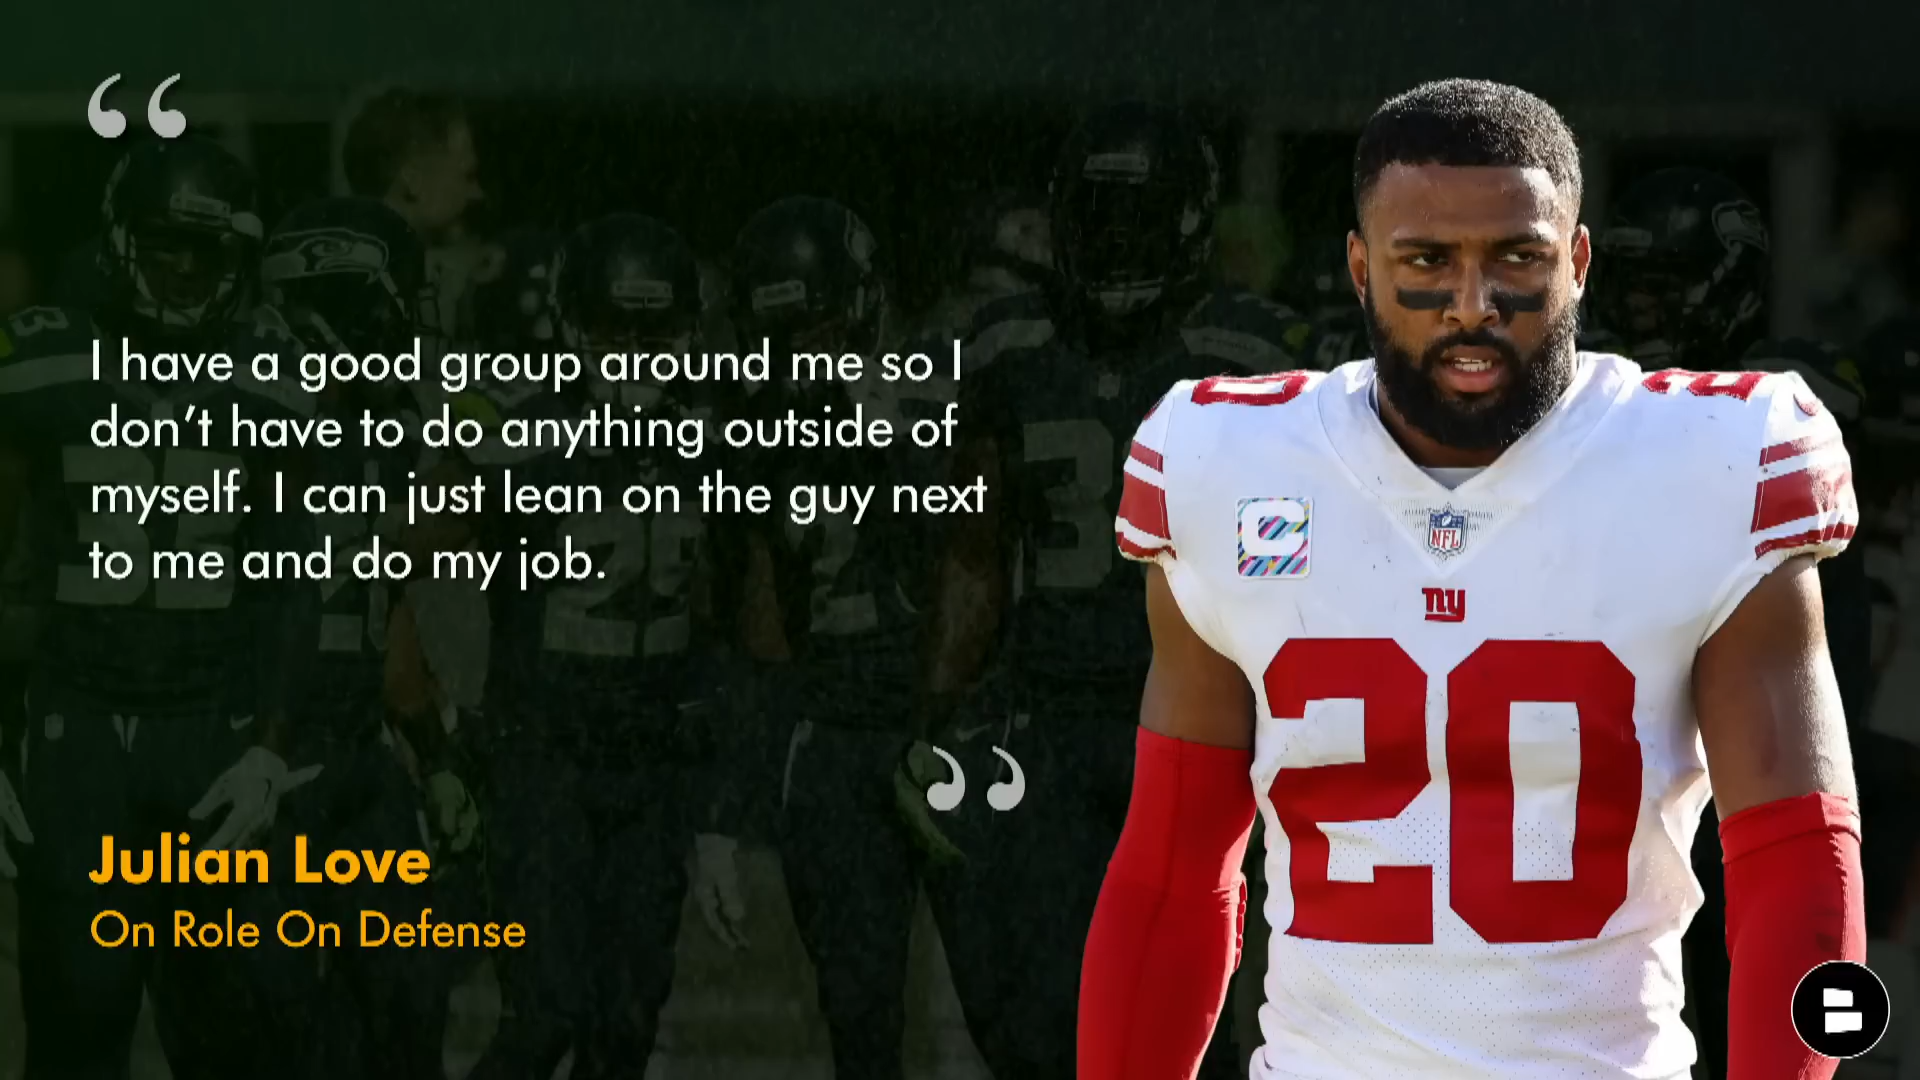 “
I have a good group around me so I
don’t have to do anything outside of
myself. I can just lean on the guy next
to me and do my job.
”
Julian Love
On Role On Defense
20
C
NFL
ny
20
B